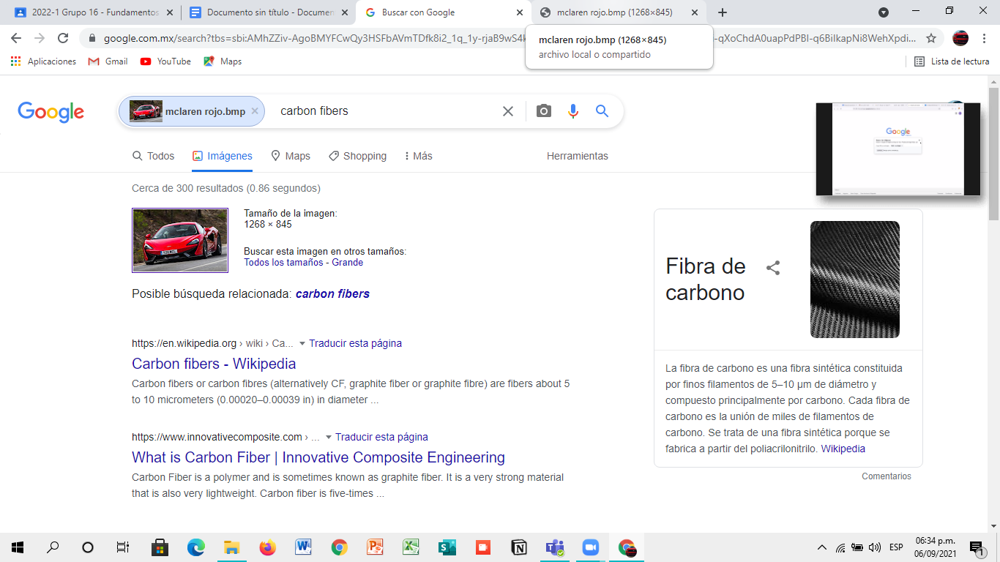 2022-1 Grupo 16 - Fundamentos
Documento sin título - Documen
Buscar con Google
mclaren rojo.bmp (1268×845)
google.com.mx/search?tbs=sbi:AMhZZiv-AgoBMYFCwQy3HSFbAVmTDfk8i2_1q_1y-rjaB9wS4k
-qXoChdA0uapPdPBI-q6BiIkapNi8WehXpdi...
mclaren rojo.bmp (1268×845)
archivo local o compartido
Aplicaciones
Gmail
YouTube
Maps
Lista de lectura
Google
mclaren rojo.bmp
carbon fibers
Todos
Imágenes
Maps
Shopping
Más
Herramientas
Google
Cerca de 300 resultados (0.86 segundos)
Tamaño de la imagen:
1268 × 845
Buscar esta imagen en otros tamaños:
Todos los tamaños - Grande
Posible búsqueda relacionada: carbon fibers
https://en.wikipedia.org › wiki › Ca... Traducir esta página
Carbon fibers - Wikipedia
Carbon fibers or carbon fibres (alternatively CF, graphite fiber or graphite fibre) are fibers about 5
to 10 micrometers (0.00020–0.00039 in) in diameter ...
https://www.innovativecomposite.com › ... Traducir esta página
What is Carbon Fiber | Innovative Composite Engineering
Carbon Fiber is a polymer and is sometimes known as graphite fiber. It is a very strong material
that is also very lightweight. Carbon fiber is five-times ...
Fibra de
carbono
La fibra de carbono es una fibra sintética constituida
por finos filamentos de 5–10 μm de diámetro y
compuesto principalmente por carbono. Cada fibra de
carbono es la unión de miles de filamentos de
carbono. Se trata de una fibra sintética porque se
fabrica a partir del poliacrilonitrilo. Wikipedia
Comentarios
ESP
06:34 p.m.
06/09/2021
1